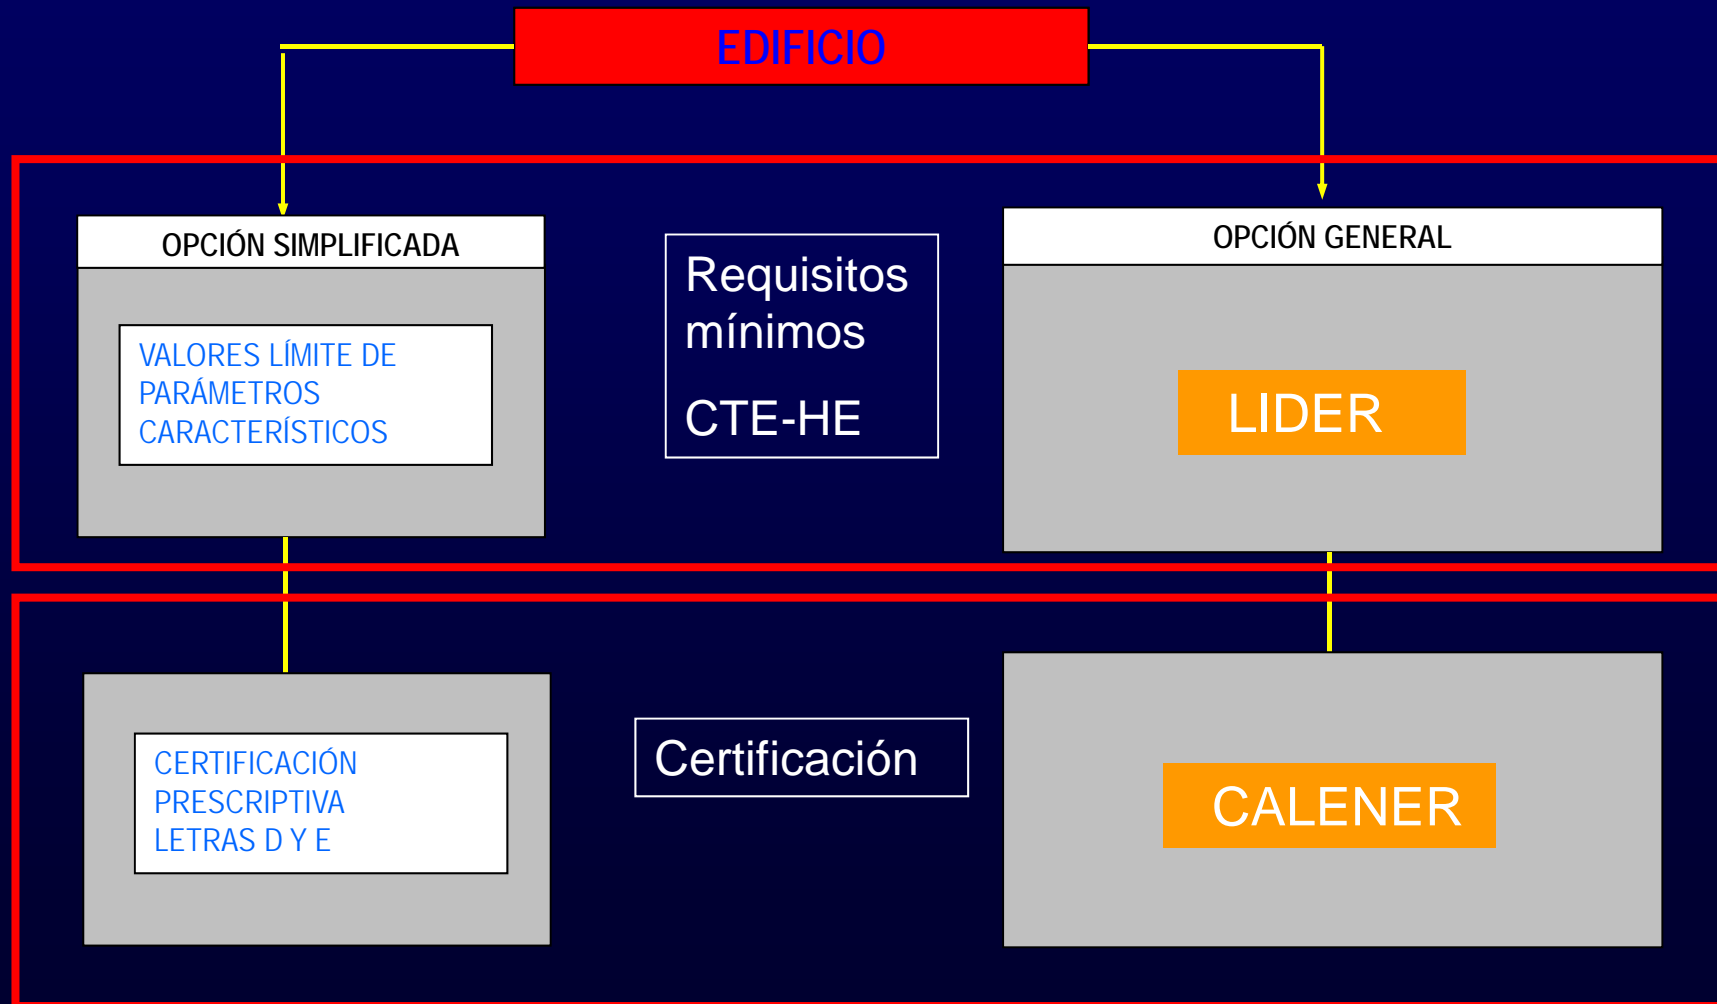 EDIFICIO
OPCIÓN SIMPLIFICADA
VALORES LÍMITE DE
PARÁMETROS
CARACTERÍSTICOS
Requisitos
mínimos
CTE-HE
OPCIÓN GENERAL
LIDER
CERTIFICACIÓN
PRESCRIPTIVA
LETRAS D Y E
Certificación
CALENER